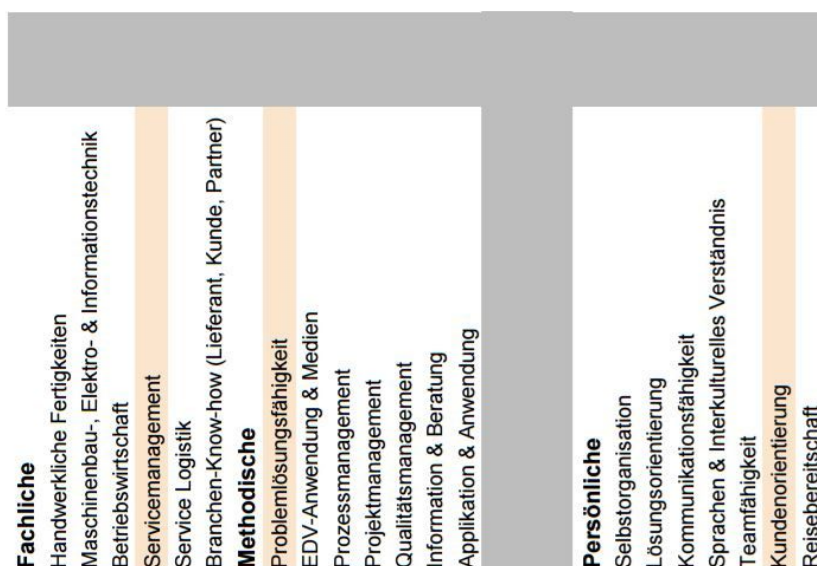 Fachliche
Handwerkliche Fertigkeiten
Maschinenbau-, Elektro- & Informationstechnik
Betriebswirtschaft
Servicemanagement
Service Logistik
Branchen-Know-how (Lieferant, Kunde, Partner)
Methodische
Problemlösungsfähigkeit
EDV-Anwendung & Medien
Prozessmanagement
Projektmanagement
Qualitätsmanagement
Information & Beratung
Applikation & Anwendung
Persönliche
Selbstorganisation
Lösungsorientierung
Kommunikationsfähigkeit
Sprachen & Interkulturelles Verständnis
Teamfähigkeit
Kundenorientierung
Reisebereitschaft